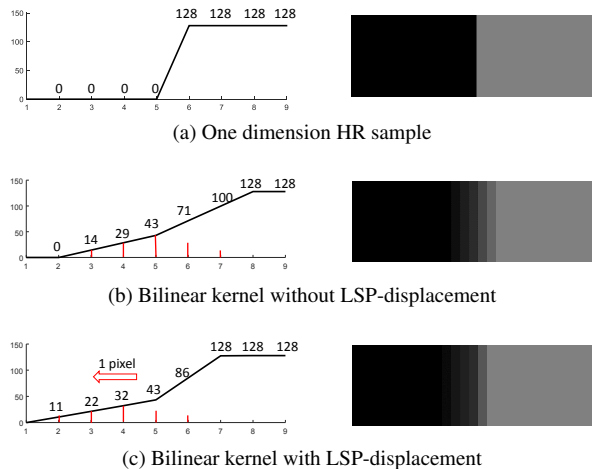 128 128 128 128
150
100
50
0 0 0 0
0
1 2 3 4 5 6 7 8 9
(a) One dimension HR sample
150
128 128
100
100
71
50
43
29
14
0
0
1 2 3 4 5 6 7 8 9
(b) Bilinear kernel without LSP-displacement
150
128 128 128
1 pixel
100
86
50
43
32
22
11
0
1 2 3 4 5 6 7 8 9
(c) Bilinear kernel with LSP-displacement